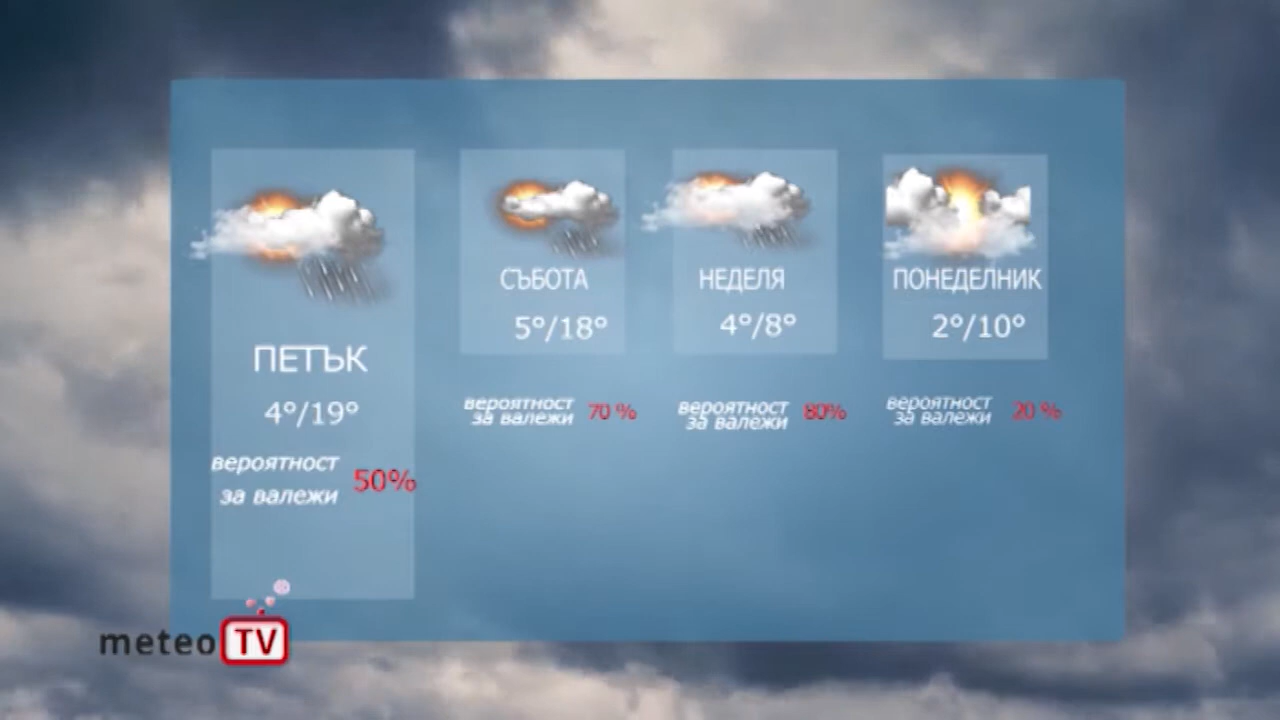 ПЕТЪК
4°/19°
вероятност
за валежи
50%
СЪБОТА
5°/18°
вероятност
за валежи
70 %
НЕДЕЛЯ
4°/8°
вероятност
за валежи
80%
ПОНЕДЕЛНИК
2°/10°
вероятност
за валежи
20 %
meteo TV